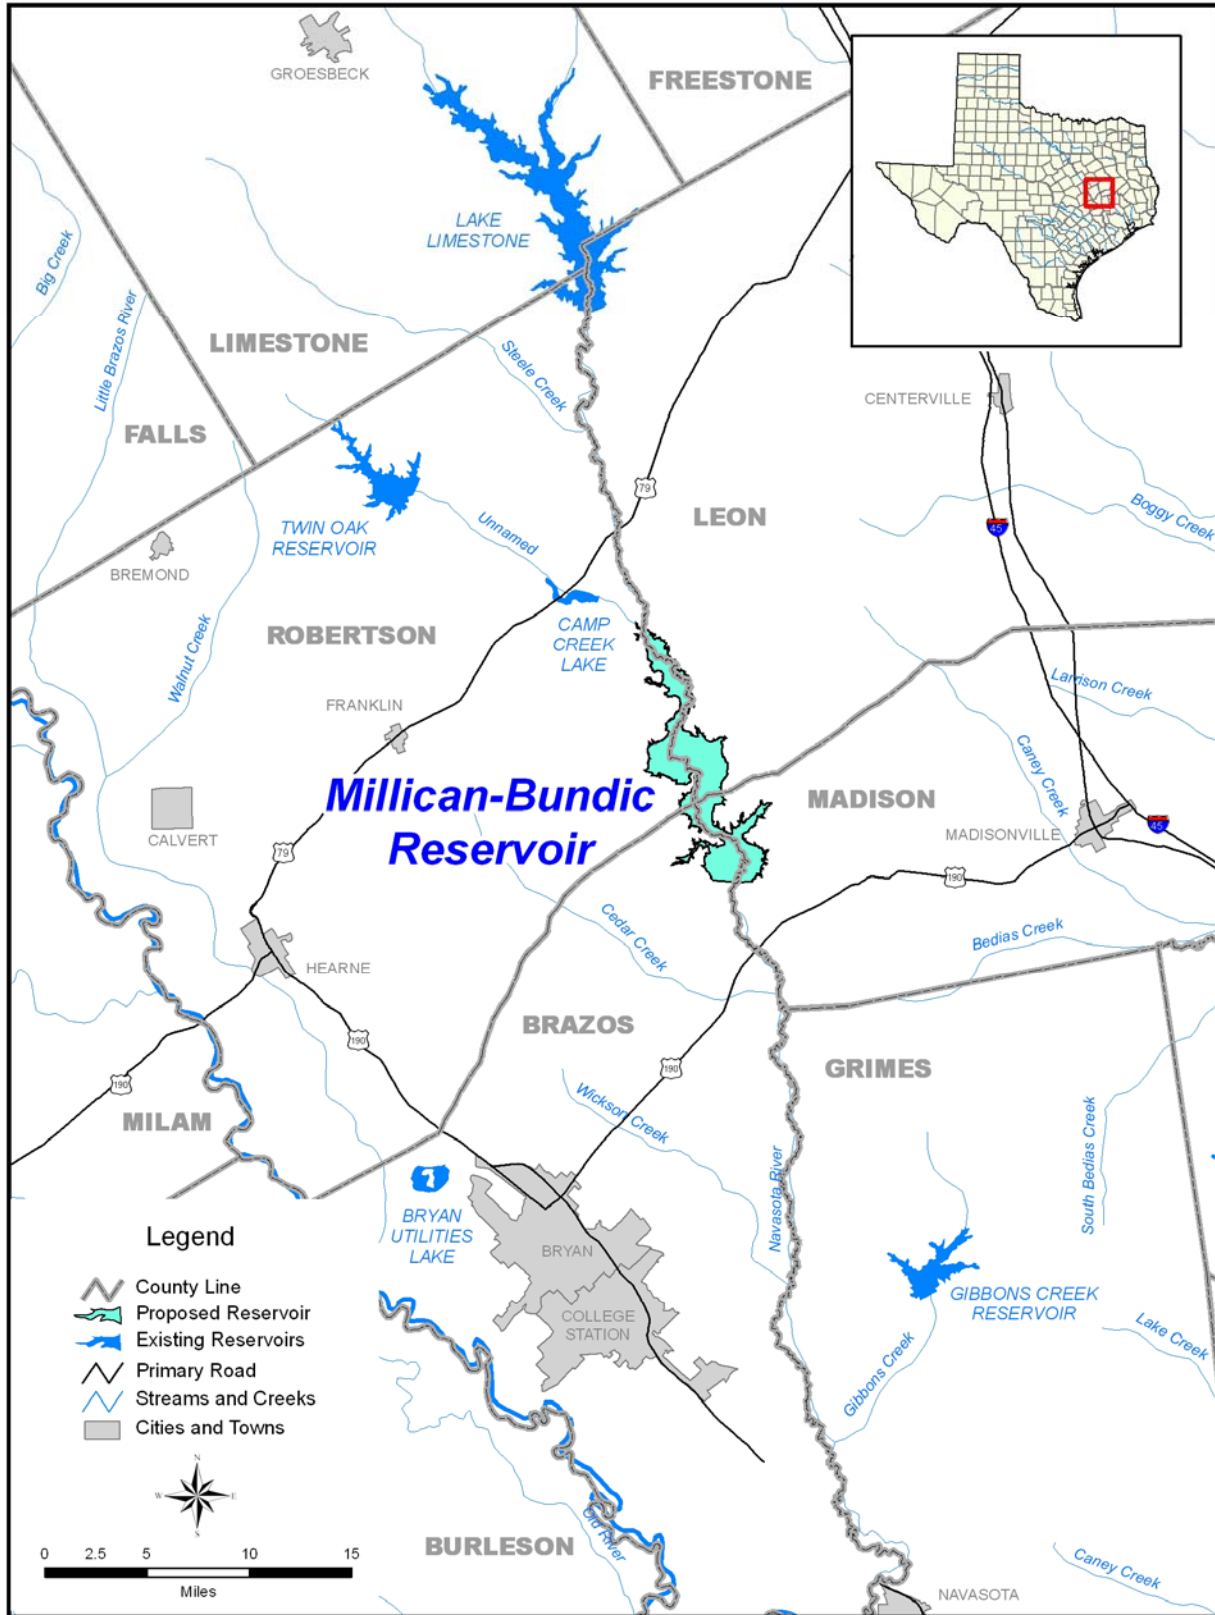 GROESBECK
FREESTONE
LAKE
LIMESTONE
Big Creek
Little Brazos River
LIMESTONE
Steele Creek
CENTERVILLE
FALLS
79
LEON
Boggy Creek
45
TWIN OAK
RESERVOIR
Unnamed
BREMOND
CAMP
CREEK
LAKE
ROBERTSON
Walnut Creek
Larrison Creek
FRANKLIN
Caney Creek
Millican-Bundic
Reservoir
MADISON
CALVERT
MADISONVILLE
45
79
190
Cedar Creek
Bedias Creek
HEARNE
BRAZOS
190
190
GRIMES
190
MILAM
Wickson Creek
South Bedias Creek
Navasota River
BRYAN
UTILITIES
LAKE
BRYAN
COLLEGE
STATION
GIBBONS CREEK
RESERVOIR
Lake Creek
Gibbons Creek
Legend
County Line
Proposed Reservoir
Existing Reservoirs
Primary Road
Streams and Creeks
Cities and Towns
N
W E
S
0 2.5 5 10 15
Miles
BURLESON
Old River
Caney Creek
NAVASOTA